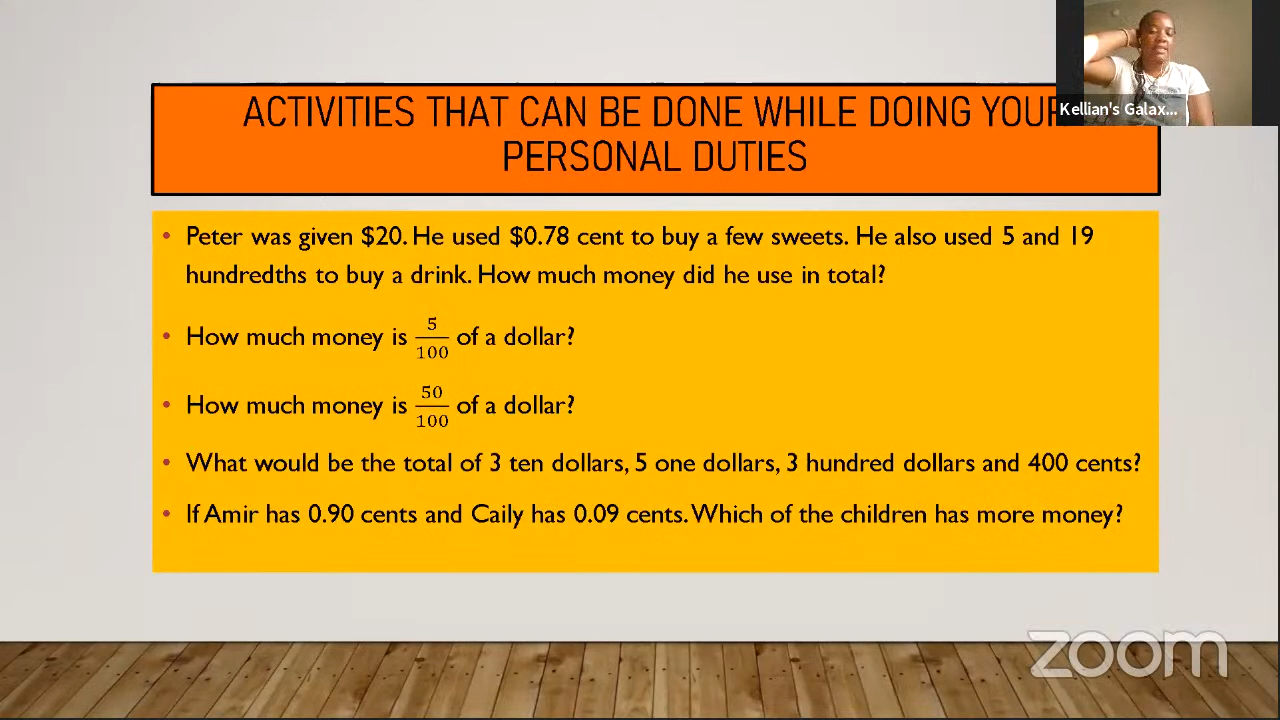 ACTIVITIES THAT CAN BE DONE WHILE DOING YOUR
PERSONAL DUTIES
Kellian's Galax...
• Peter was given $20. He used $0.78 cent to buy a few sweets. He also used 5 and 19
hundredths to buy a drink. How much money did he use in total?
• How much money is 5/100 of a dollar?
• How much money is 50/100 of a dollar?
• What would be the total of 3 ten dollars, 5 one dollars, 3 hundred dollars and 400 cents?
• If Amir has 0.90 cents and Caily has 0.09 cents. Which of the children has more money?
zoom